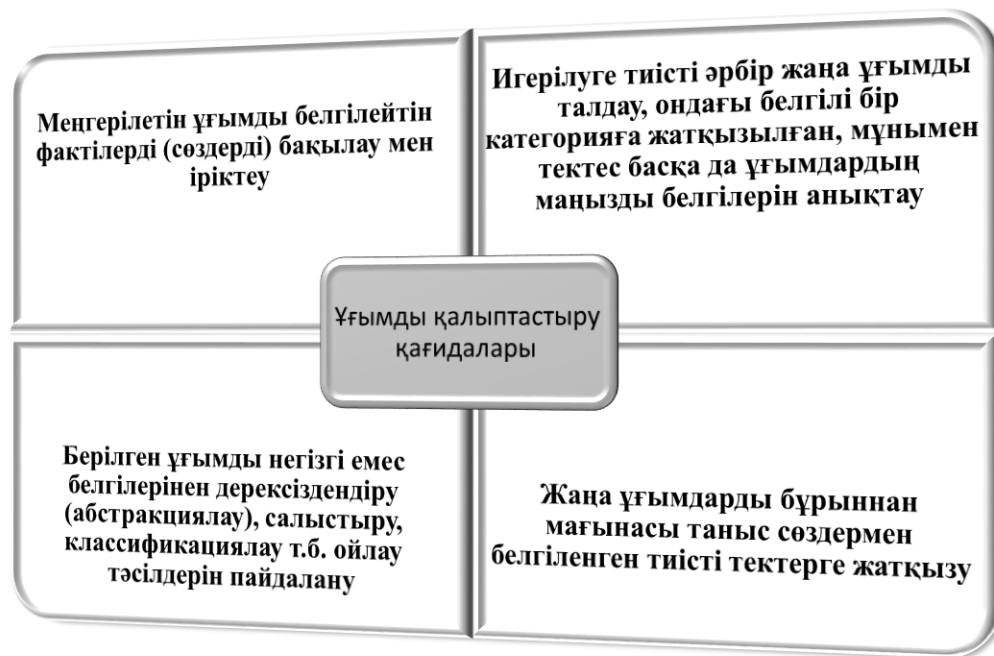 Меңгерілетін ұғымды белгілейтін
фактілерді (сөздерді) бақылау мен
іріктеу
Игерілуге тиісті әрбір жаңа ұғымды
талдау, ондағы белгілі бір
категорияға жатқызылған, мұнымен
тектес басқа да ұғымдардың
маңызды белгілерін анықтау
Ұғымды қалыптастыру
қағидалары
Берілген ұғымды негізгі емес
белгілерінен дерексіздендіру
(абстракциялау), салыстыру,
классификациялау т.б. ойлау
тәсілдерін пайдалану
Жаңа ұғымдарды бұрыннан
мағынасы таныс сөздермен
белгіленген тиісті тектерге жатқызу